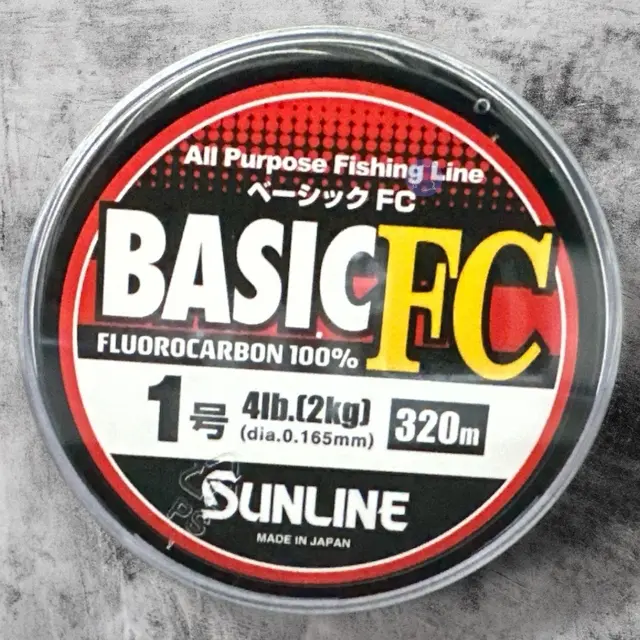 All Purpose Fishing Line
ベーシック FC
BASIC FC
FLUOROCARBON 100%
1号 4lb.(2kg) 320m
(dia.0.165mm)
SUNLINE
MADE IN JAPAN
PS